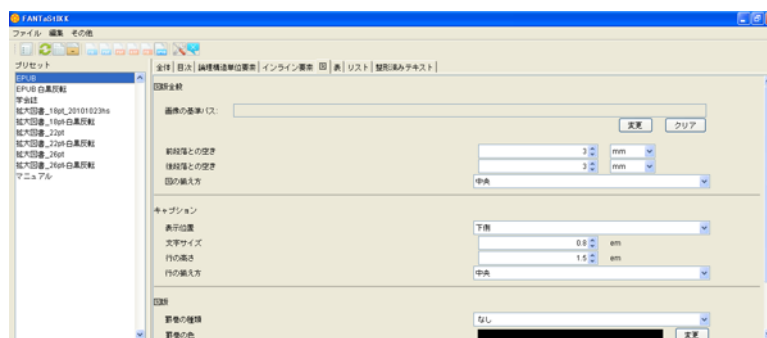 FANTaStIKK
ファイル 編集 その他
プリセット
EPUB
EPUB 白黒反転
学会誌
拡大図書_18pt_20101023hs
拡大図書_18pt-白黒反転
拡大図書_22pt
拡大図書_22pt-白黒反転
拡大図書_26pt
拡大図書_26pt-白黒反転
マニュアル
全体 目次 論理構造単位要素 インライン要素 図 表 リスト 整形済みテキスト
図版全般
画像の基準パス:
変更 クリア
前段落との空き 3 mm
後段落との空き 3 mm
図の揃え方 中央
キャプション
表示位置 下側
文字サイズ 0.8 em
行の高さ 1.5 em
行の揃え方 中央
図版
罫巻の種類 なし
罫巻の色 変更